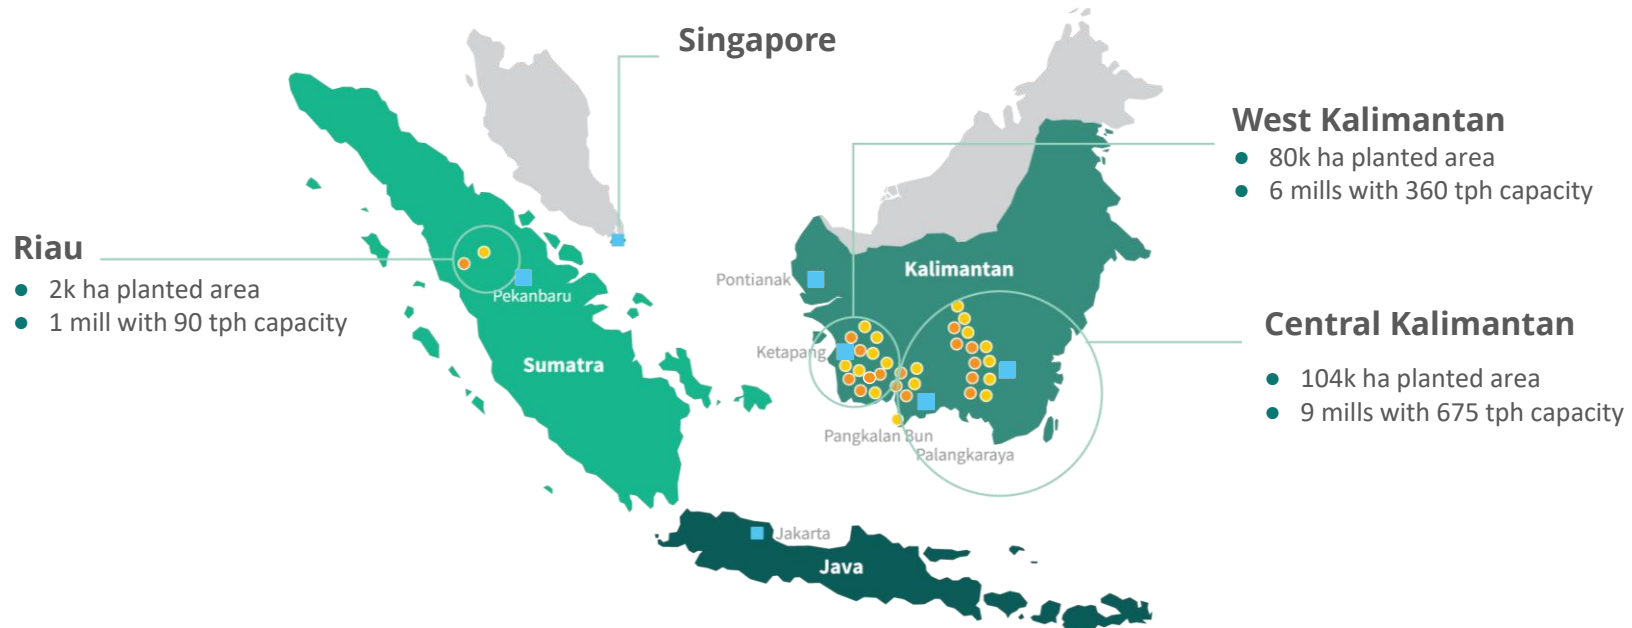 Singapore
West Kalimantan
● 80k ha planted area
● 6 mills with 360 tph capacity
Riau
● 2k ha planted area
● 1 mill with 90 tph capacity
Pekanbaru
Sumatra
Pontianak
Kalimantan
Ketapang
Pangkalan Bun
Palangkaraya
Central Kalimantan
● 104k ha planted area
● 9 mills with 675 tph capacity
Jakarta
Java